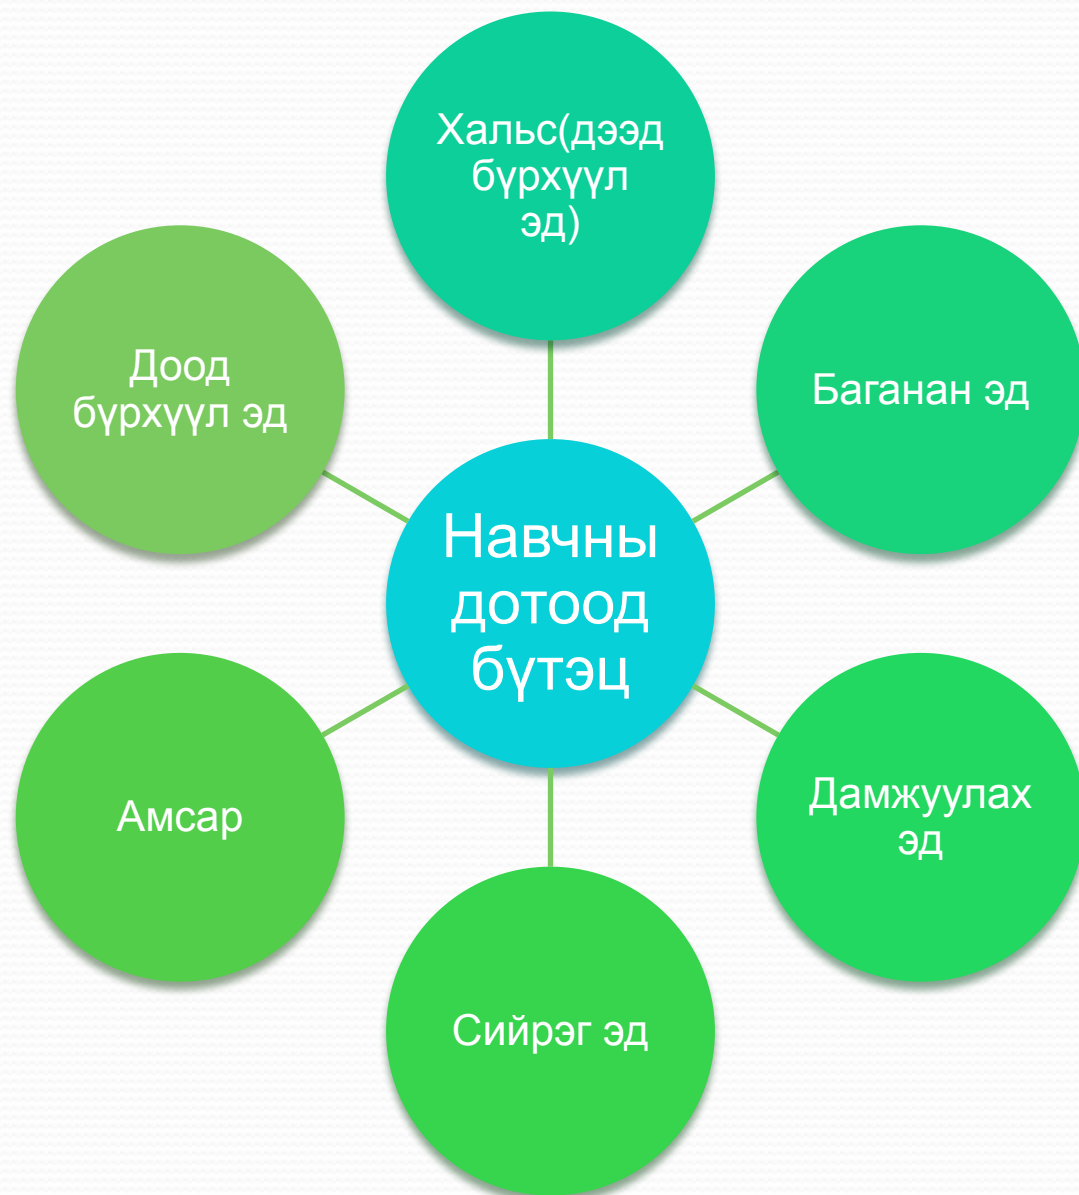 Хальс(дээд
бүрхүүл
эд)
Баганан эд
Дамжуулах
эд
Сийрэг эд
Амсар
Доод
бүрхүүл эд
Навчны
дотоод
бүтэц